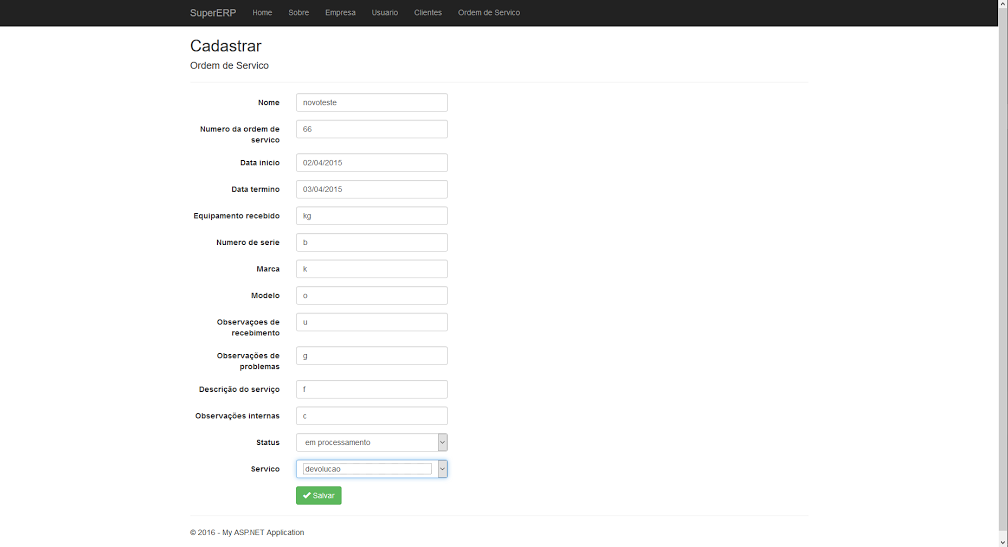 SuperERP Home Sobre Empresa Usuario Clientes Ordem de Servico
Cadastrar
Ordem de Servico
Nome novoteste
Numero da ordem de
servico 66
Data inicio 02/04/2015
Data termino 03/04/2015
Equipamento recebido kg
Numero de serie b
Marca k
Modelo o
Observaçoes de
recebimento u
Observações de
problemas g
Descrição do serviço f
Observações internas c
Status em processamento
Servico devolucao
Salvar
© 2016 - My ASP.NET Application